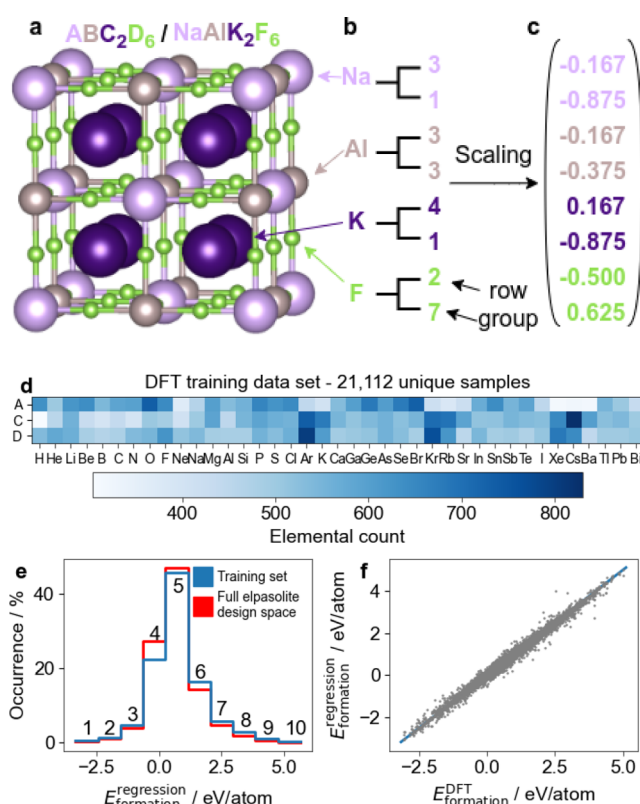 a
ABC2D6 / NaAlK2F6
b
c
Na
3
1
Al
3
3
K
4
1
F
2
7
row
group
Scaling
-0.167
-0.875
-0.167
-0.375
0.167
-0.875
-0.500
0.625
d
DFT training data set - 21,112 unique samples
A
C
D
H He Li Be B C N O F Ne Na Mg Al Si P S Cl Ar K Ca Ga Ge As Se Br Kr Rb Sr In Sn Sb Te I Xe Cs Ba Tl Pb Bi
400 500 600 700 800
Elemental count
e
Training set
Full elpasolite
design space
Occurrence / %
40
20
0
1 2 3 4 5 6 7 8 9 10
−2.5 0.0 2.5 5.0
E regression formation / eV/atom
f
E regression formation / eV/atom
4
2
0
−2
−2.5 0.0 2.5 5.0
E DFT formation / eV/atom